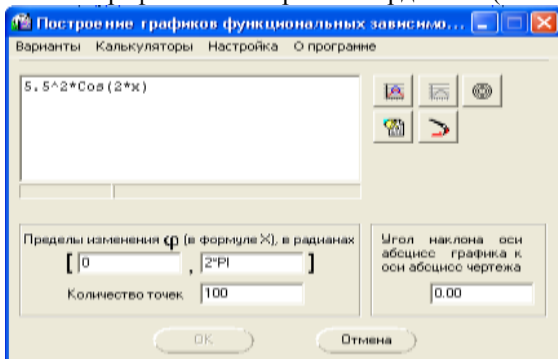 Построение графиков функциональных зависимо...
Варианты Калькуляторы Настройка О програмне
5.5^2*Cos(2*x)
Пределы изменения φ (в формуле X), в радианах
[ 0 , 2*PI ]
Количество точек 100
Угол наклона оси
абсцисс графика к
оси абсцисс чертежа
0.00
OK Отмена